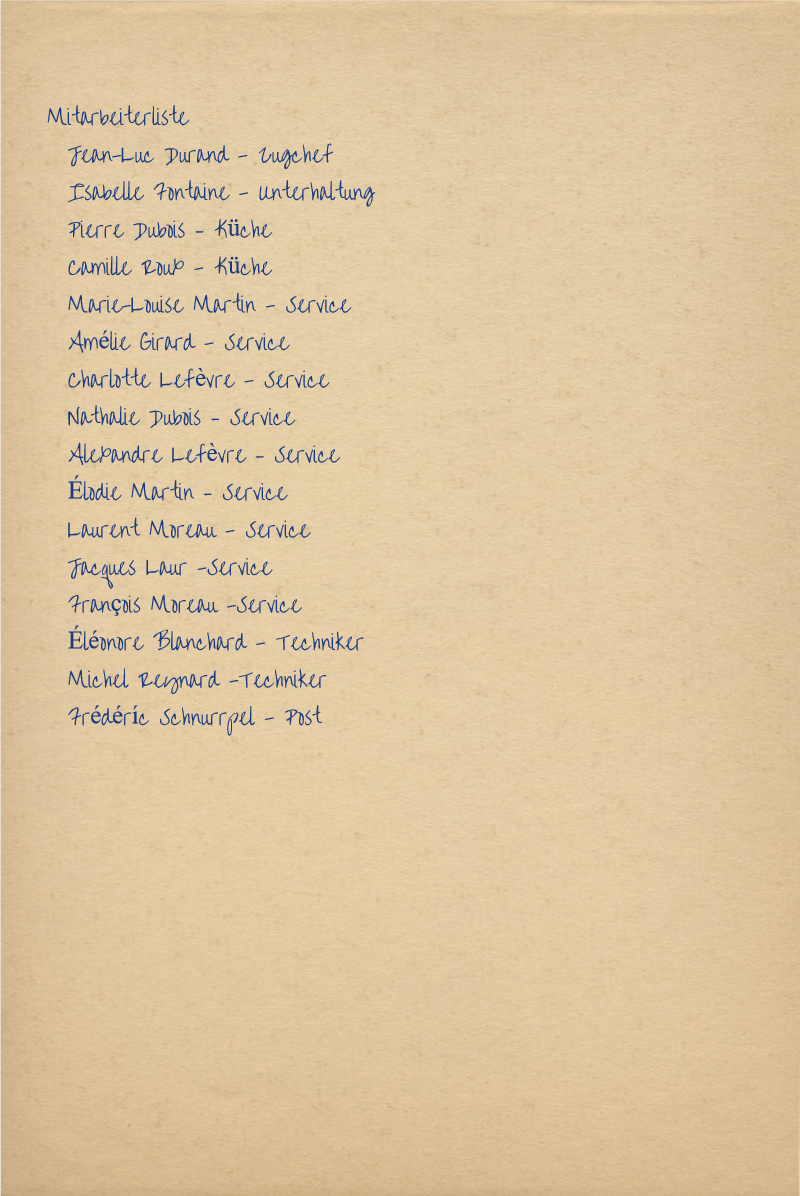 Mitarbeiterliste
Jean-Luc Durand - Zugchef
Isabelle Fontaine - Unterhaltung
Pierre Dubois - Küche
Camille Roux - Küche
Marie-Louise Martin - Service
Amélie Girard - Service
Charlotte Lefèvre - Service
Nathalie Dubois - Service
Alexandre Lefèvre - Service
Élodie Martin - Service
Laurent Moreau - Service
Jacques Laur -Service
François Moreau -Service
Éléonore Blanchard - Techniker
Michel Reynard -Techniker
Frédéríc Schnurrpel - Post